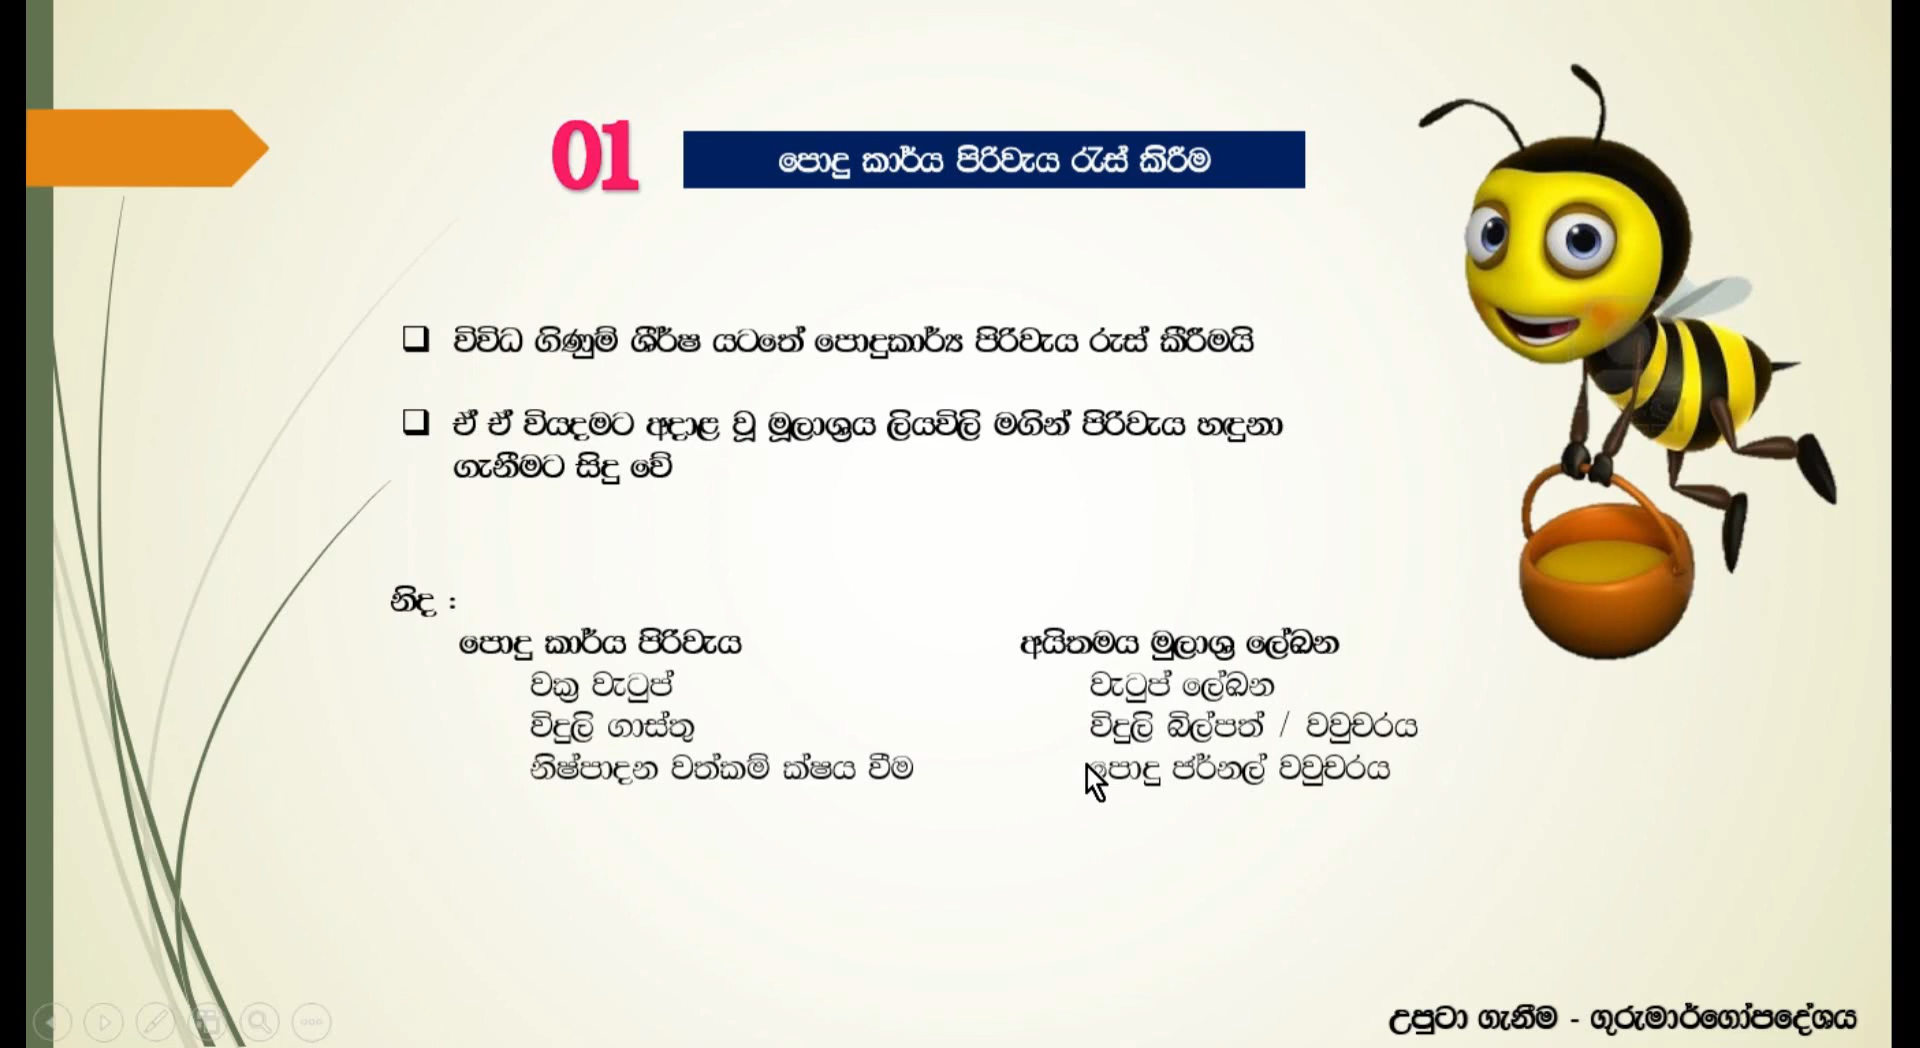 01
පොදු කාර්ය පිරිවැය රැස් කිරීම
❑ විවිධ ගිණුම් ශීර්ෂ යටතේ පොදුකාර්ය පිරිවැය රුස් කීරීමයි
❑ ඒ ඒ වියදමට අදාළ වූ මූලාශ්‍රය ලියවිලි මගින් පිරිවැය හඳුනා
ගැනීමට සිදු වේ
නිද :
පොදු කාර්ය පිරිවැය	අයිතමය මුලාශ්‍ර ලේඛන
වක්‍ර වැටුප්	වැටුප් ලේඛන
විදුලි ගාස්තු	විදුලි බිල්පත් / වවුචරය
නිෂ්පාදන වත්කම් ක්ෂය වීම	පොදු ජර්නල් වවුචරය
උපුටා ගැනීම - ගුරුමාර්ගෝපදේශය